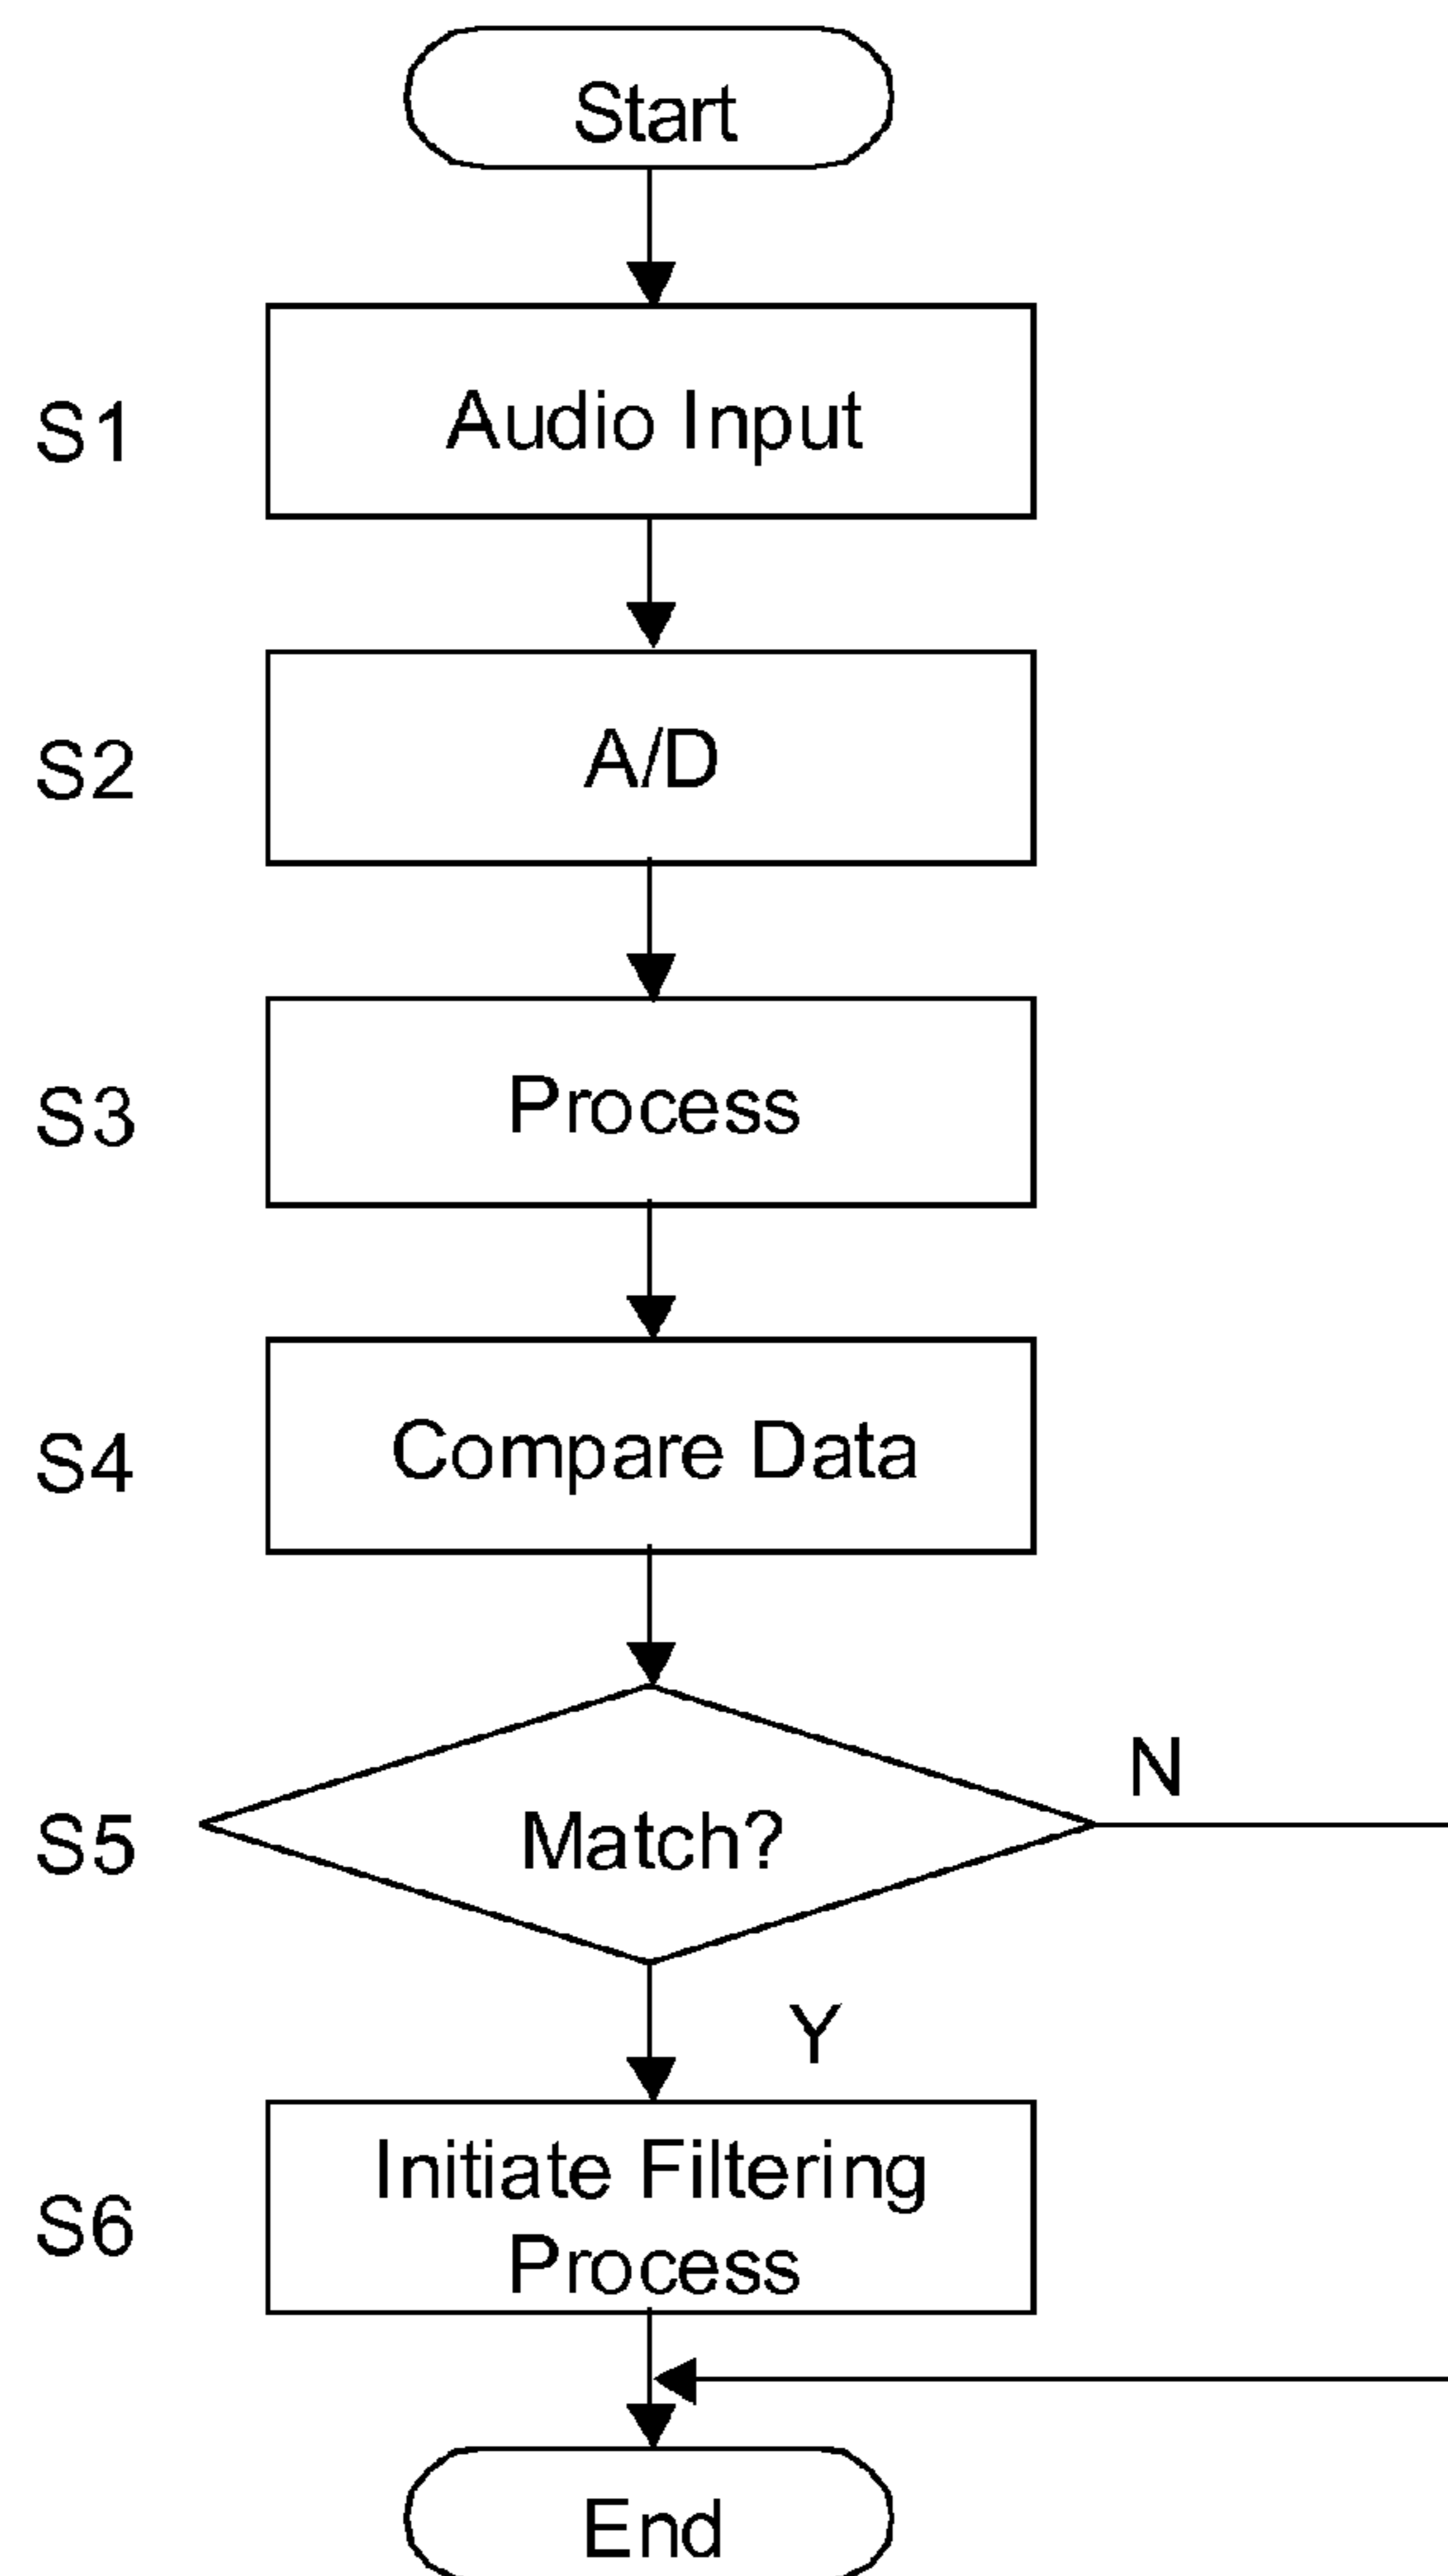 Start
S1
Audio Input
S2
A/D
S3
Process
S4
Compare Data
N
S5
Match?
Y
Initiate Filtering
S6
Process
End